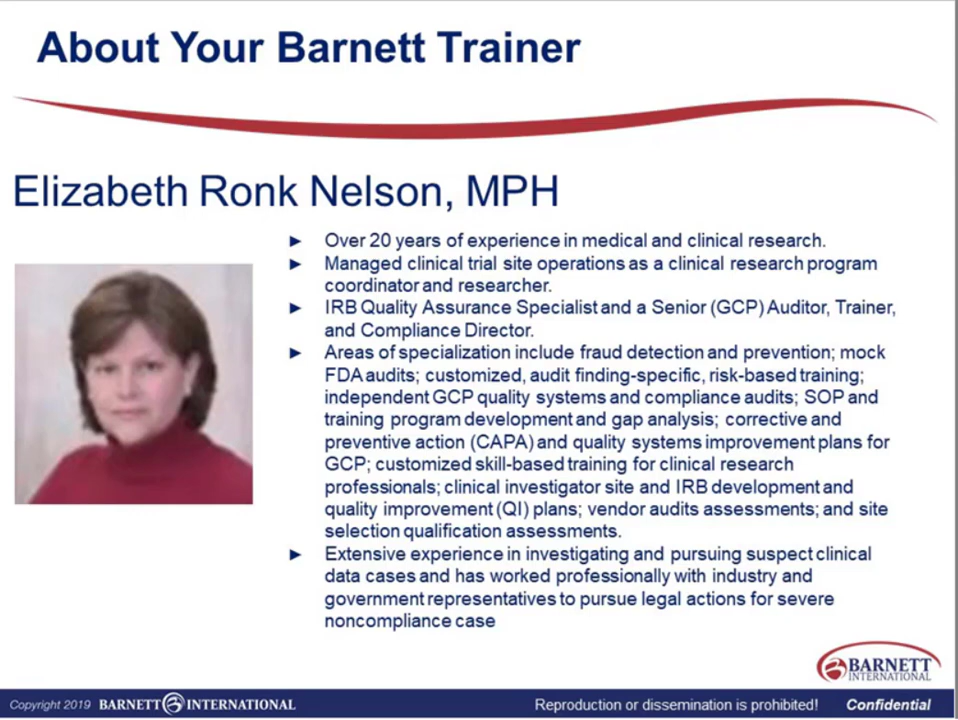 About Your Barnett Trainer
Elizabeth Ronk Nelson, MPH
► Over 20 years of experience in medical and clinical research.
► Managed clinical trial site operations as a clinical research program
coordinator and researcher.
► IRB Quality Assurance Specialist and a Senior (GCP) Auditor, Trainer,
and Compliance Director.
► Areas of specialization include fraud detection and prevention; mock
FDA audits; customized, audit finding-specific, risk-based training;
independent GCP quality systems and compliance audits; SOP and
training program development and gap analysis; corrective and
preventive action (CAPA) and quality systems improvement plans for
GCP; customized skill-based training for clinical research
professionals; clinical investigator site and IRB development and
quality improvement (QI) plans; vendor audits assessments; and site
selection qualification assessments.
► Extensive experience in investigating and pursuing suspect clinical
data cases and has worked professionally with industry and
government representatives to pursue legal actions for severe
noncompliance case
BARNETT
INTERNATIONAL
Copyright 2019 BARNETT INTERNATIONAL Reproduction or dissemination is prohibited! Confidential